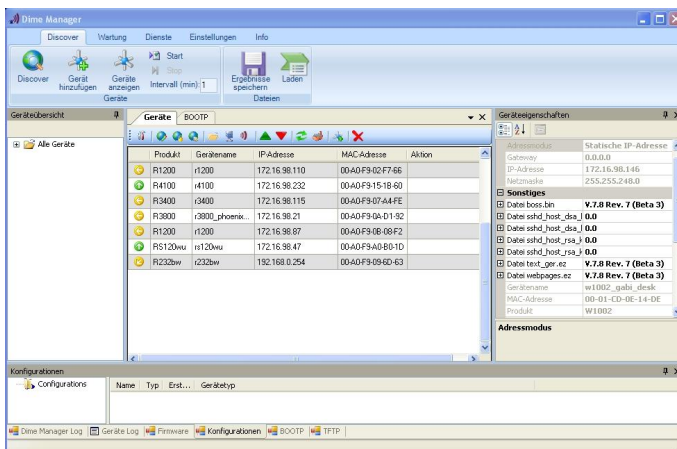 Dime Manager
Discover Wartung Dienste Einstellungen Info
Discover
Gerät hinzufügen
Geräte anzeigen
Start
Stop
Intervall (min): 1
Geräte
Ergebnisse speichern
Laden
Dateien
Geräteübersicht
Alle Geräte
Geräte BOOTP
Produkt Gerätename IP-Adresse MAC-Adresse Aktion
R1200 r1200 172.16.98.110 00-A0-F9-02-F7-66
R4100 r4100 172.16.98.232 00-A0-F9-15-18-60
R3400 r3400 172.16.98.115 00-A0-F9-07-A4-FE
R3800 r3800_phoenix... 172.16.98.21 00-A0-F9-0A-D1-92
R1200 r1200 172.16.98.87 00-A0-F9-0B-08-F2
RS120wu rs120wu 172.16.98.47 00-A0-F9-A0-B0-1D
R232bw r232bw 192.168.0.254 00-A0-F9-09-6D-63
Geräteeigenschaften
Adressmodus Statische IP-Adresse
Gateway 0.0.0.0
IP-Adresse 172.16.98.146
Netzmaske 255.255.248.0
Sonstiges
Datei boss.bin V.7.8 Rev. 7 (Beta 3)
Datei sshd_host_dsa_l 0.0
Datei sshd_host_dsa_l 0.0
Datei sshd_host_rsa_k 0.0
Datei sshd_host_rsa_k 0.0
Datei text_ger.ez V.7.8 Rev. 7 (Beta 3)
Datei webpages.ez V.7.8 Rev. 7 (Beta 3)
Gerätename w1002_gabi_desk
MAC-Adresse 00-01-CD-0E-14-DE
Produkt W1002
Adressmodus
Konfigurationen
Configurations
Name Typ Erst... Gerätetyp
Dime Manager Log Geräte Log Firmware Konfigurationen BOOTP TFTP